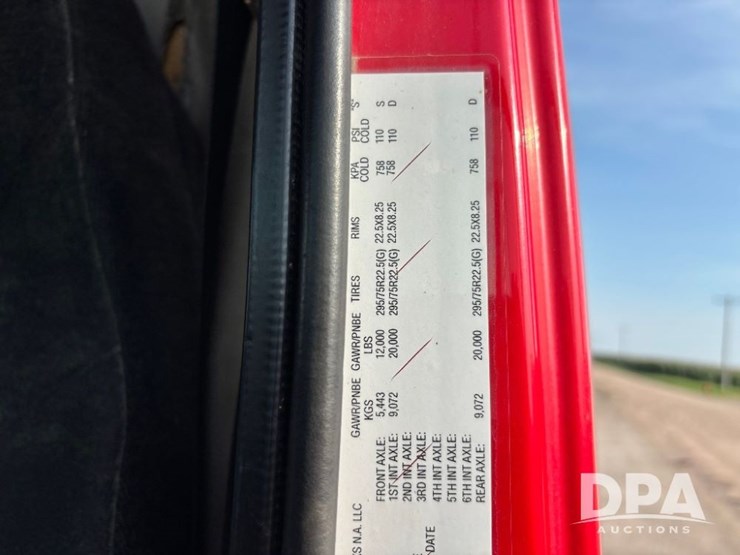 ES N.A. LLC
GAWR/PNBE GAWR/PNBE TIRES RIMS KPA PSI "S"
KGS LBS COLD COLD
FRONT AXLE: 5,443 12,000 295/75R22.5(G) 22.5X8.25 758 110 S
1ST INT AXLE: 9,072 20,000 295/75R22.5(G) 22.5X8.25 758 110 D
2ND INT AXLE:
3RD INT AXLE:
4TH INT AXLE:
5TH INT AXLE:
6TH INT AXLE:
REAR AXLE: 9,072 20,000 295/75R22.5(G) 22.5X8.25 758 110 D
DATE
DPA
AUCTIONS